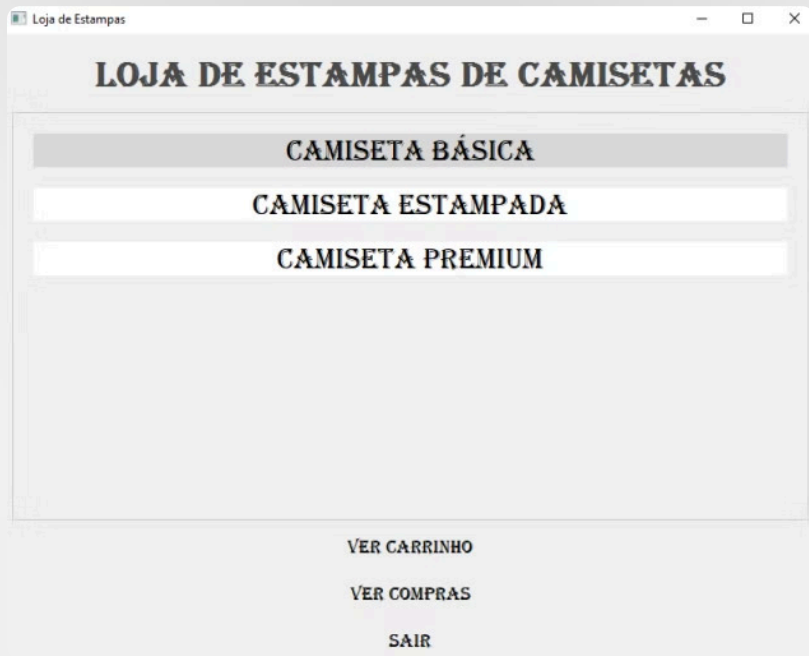 Loja de Estampas
LOJA DE ESTAMPAS DE CAMISETAS
CAMISETA BÁSICA
CAMISETA ESTAMPADA
CAMISETA PREMIUM
VER CARRINHO
VER COMPRAS
SAIR